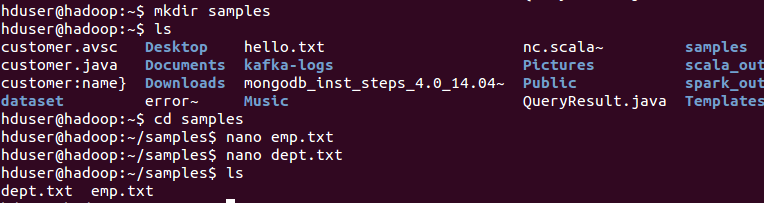 hduser@hadoop:~$ mkdir samples
hduser@hadoop:~$ ls
customer.avsc Desktop hello.txt nc.scala~ samples
customer.java Documents kafka-logs Pictures scala_out
customer:name} Downloads mongodb_inst_steps_4.0_14.04~ Public spark_out
dataset error~ Music QueryResult.java Templates
hduser@hadoop:~$ cd samples
hduser@hadoop:~/samples$ nano emp.txt
hduser@hadoop:~/samples$ nano dept.txt
hduser@hadoop:~/samples$ ls
dept.txt emp.txt